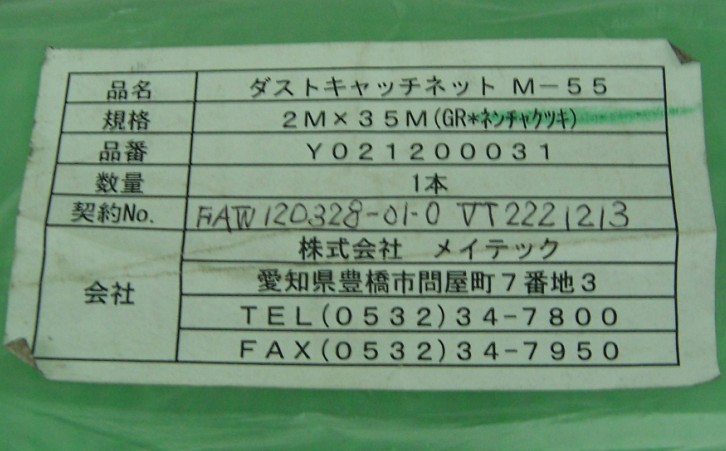 品名 ダストキャッチネット M-55
規格 2M×35M(GR*ネンチャクツキ)
品番 Y021200031
数量 1本
契約No. FAW120328-01-0 VT2221213
会社 株式会社 メイテック
愛知県豊橋市問屋町7番地3
TEL(0532)34-7800
FAX(0532)34-7950